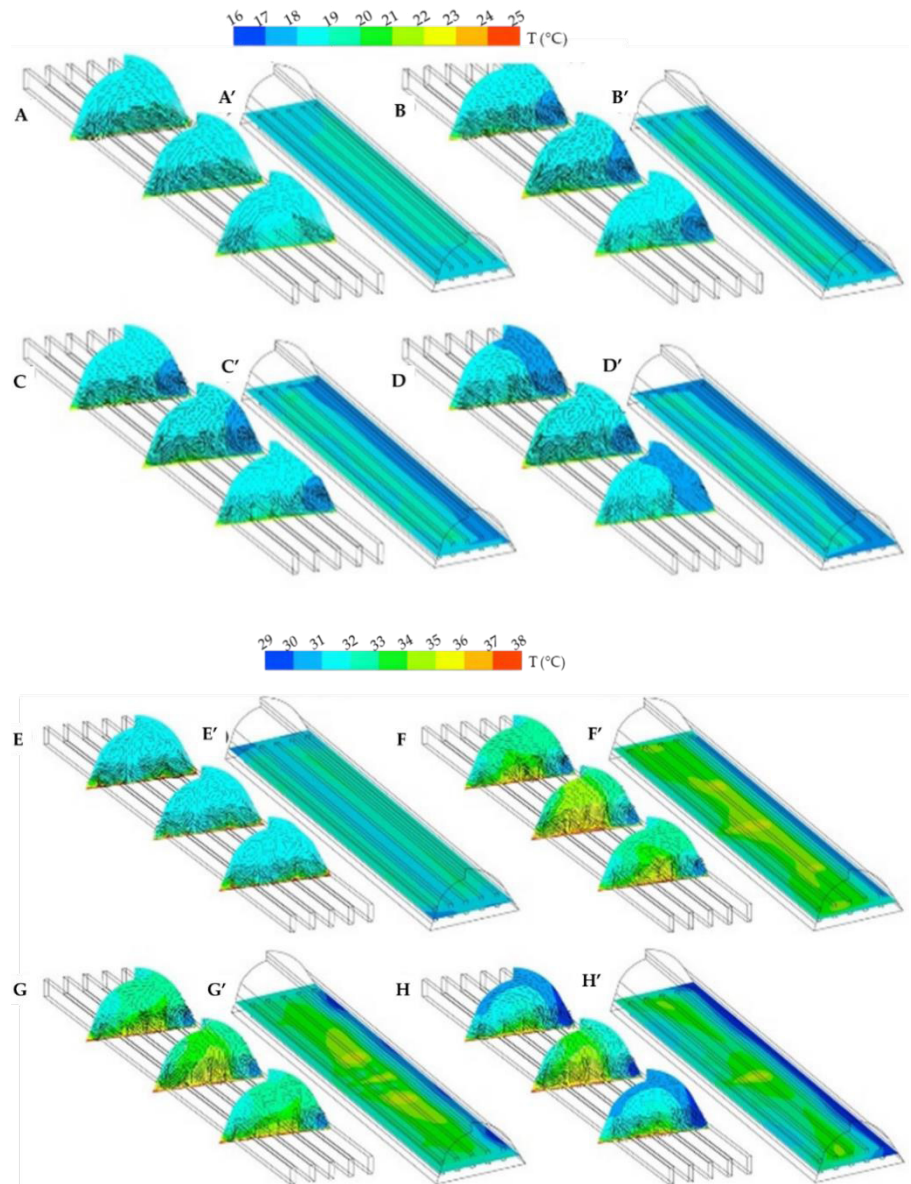 16 17 18 19 20 21 22 23 24 25
T (°C)
A A′ B B′
C C′ D D′
29 30 31 32 33 34 35 36 37 38
T (°C)
E E′ F F′
G G′ H H′